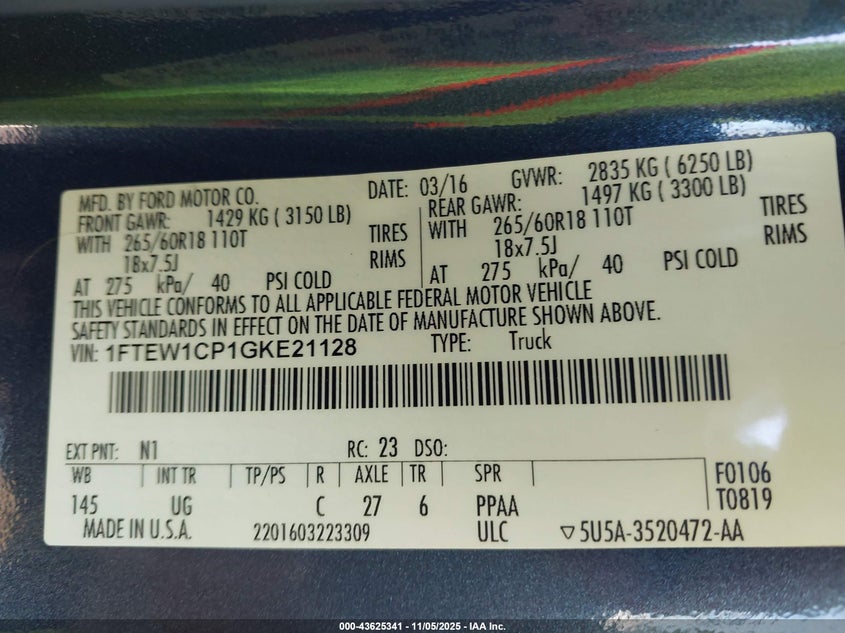 MFD. BY FORD MOTOR CO. DATE: 03/16 GVWR: 2835 KG ( 6250 LB)
FRONT GAWR: 1429 KG ( 3150 LB) REAR GAWR: 1497 KG ( 3300 LB)
WITH 265/60R18 110T TIRES WITH 265/60R18 110T TIRES
18x7.5J RIMS 18x7.5J RIMS
AT 275 kPa/ 40 PSI COLD AT 275 kPa/ 40 PSI COLD
THIS VEHICLE CONFORMS TO ALL APPLICABLE FEDERAL MOTOR VEHICLE
SAFETY STANDARDS IN EFFECT ON THE DATE OF MANUFACTURE SHOWN ABOVE.
VIN: 1FTEW1CP1GKE21128 TYPE: Truck
EXT PNT: N1 RC: 23 DSO:
WB INT TR TP/PS R AXLE TR SPR F0106
145 UG C 27 6 PPAA T0819
MADE IN U.S.A. 2201603223309 ULC ▽5U5A-3520472-AA
000-43625341 - 11/05/2025 - IAA Inc.